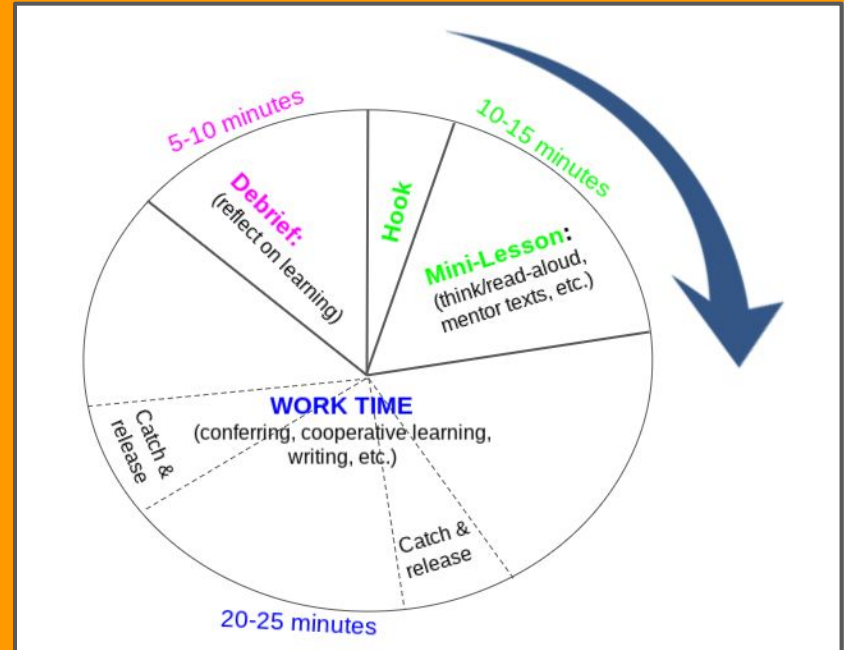 5-10 minutes
10-15 minutes
Debrief:
(reflect on learning)
Hook
Mini-Lesson:
(think/read-aloud,
mentor texts, etc.)
WORK TIME
(conferring, cooperative learning,
writing, etc.)
Catch &
release
Catch &
release
20-25 minutes